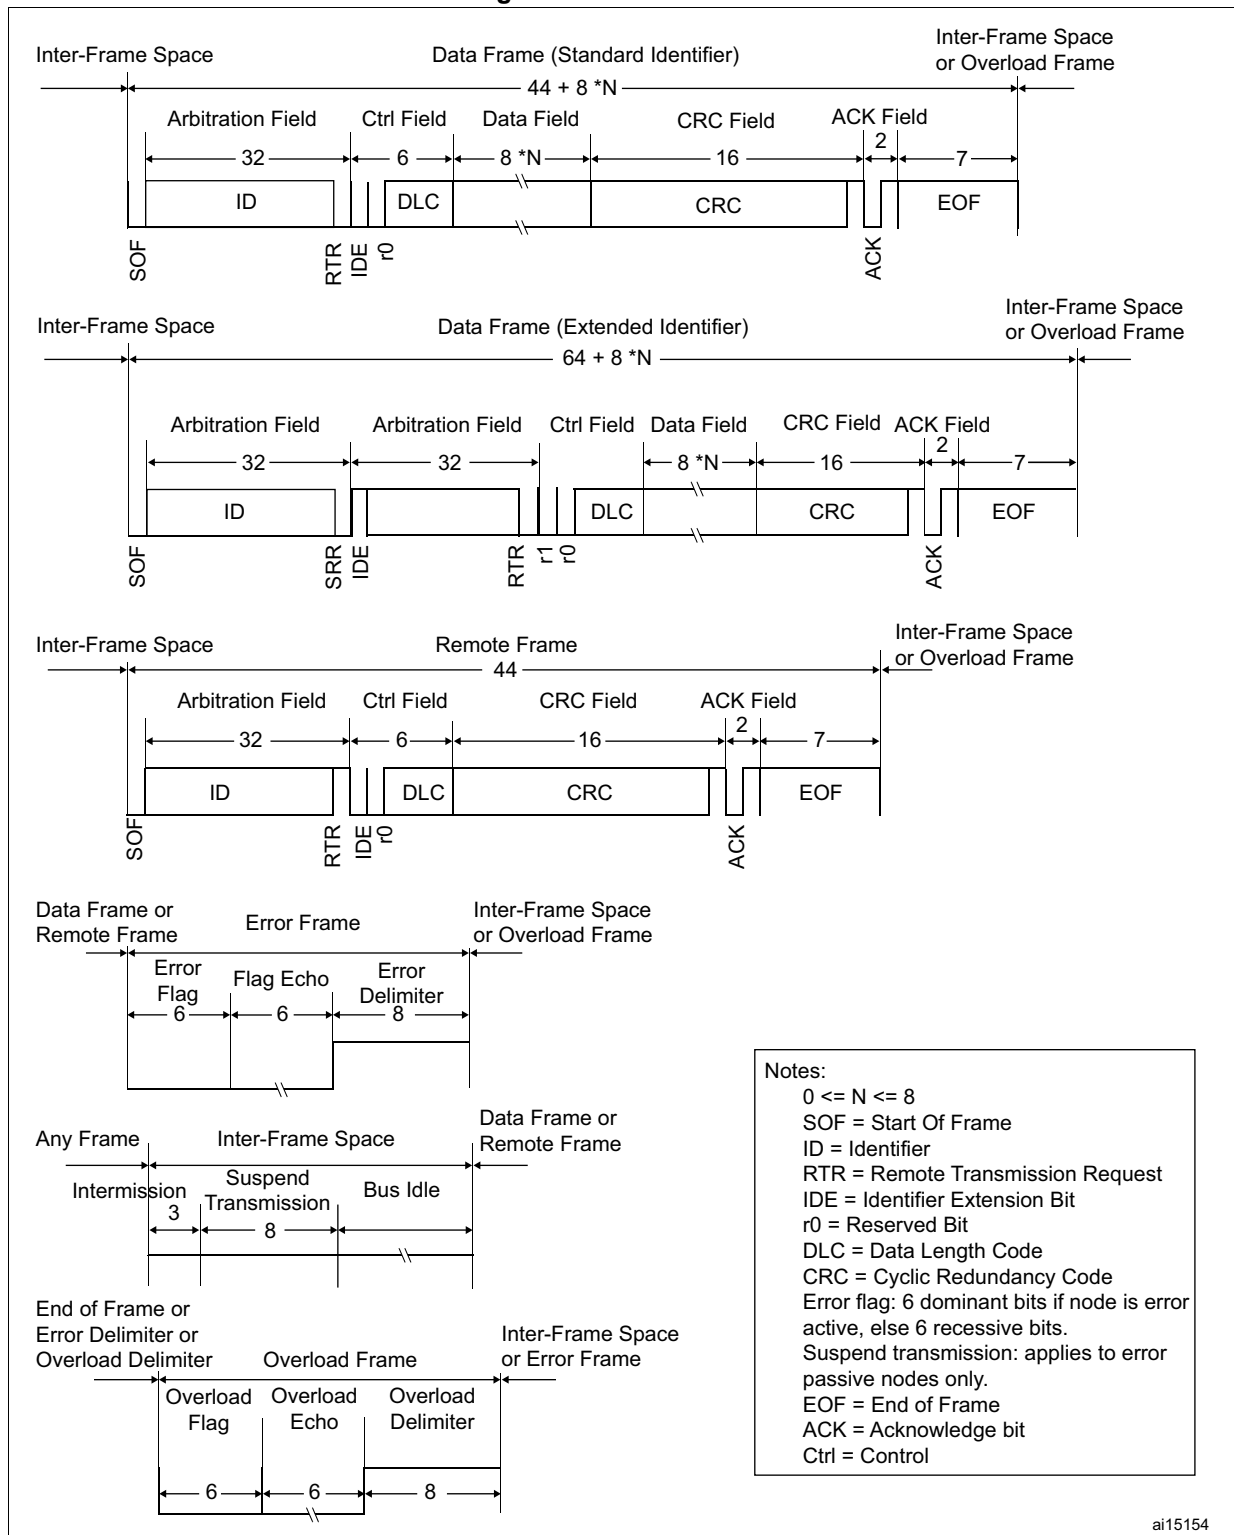 Inter-Frame Space
Data Frame (Standard Identifier)
Inter-Frame Space
or Overload Frame
44 + 8 *N
Arbitration Field
Ctrl Field
Data Field
CRC Field
ACK Field
32
6
8 *N
16
2
7
ID
DLC
CRC
EOF
SOF
RTR
IDE
r0
ACK
Inter-Frame Space
Data Frame (Extended Identifier)
Inter-Frame Space
or Overload Frame
64 + 8 *N
Arbitration Field
Arbitration Field
Ctrl Field
Data Field
CRC Field
ACK Field
32
32
8 *N
16
2
7
ID
DLC
CRC
EOF
SOF
SRR
IDE
RTR
r1
r0
ACK
Inter-Frame Space
Remote Frame
Inter-Frame Space
or Overload Frame
44
Arbitration Field
Ctrl Field
CRC Field
ACK Field
32
6
16
2
7
ID
DLC
CRC
EOF
SOF
RTR
IDE
r0
ACK
Data Frame or
Remote Frame
Error Frame
Inter-Frame Space
or Overload Frame
Error
Flag
Flag Echo
Error
Delimiter
6
6
8
Any Frame
Inter-Frame Space
Data Frame or
Remote Frame
Intermission
Suspend
Transmission
Bus Idle
3
8
End of Frame or
Error Delimiter or
Overload Delimiter
Overload Frame
Inter-Frame Space
or Error Frame
Overload
Flag
Overload
Echo
Overload
Delimiter
6
6
8
Notes:
0 <= N <= 8
SOF = Start Of Frame
ID = Identifier
RTR = Remote Transmission Request
IDE = Identifier Extension Bit
r0 = Reserved Bit
DLC = Data Length Code
CRC = Cyclic Redundancy Code
Error flag: 6 dominant bits if node is error
active, else 6 recessive bits.
Suspend transmission: applies to error
passive nodes only.
EOF = End of Frame
ACK = Acknowledge bit
Ctrl = Control
ai15154